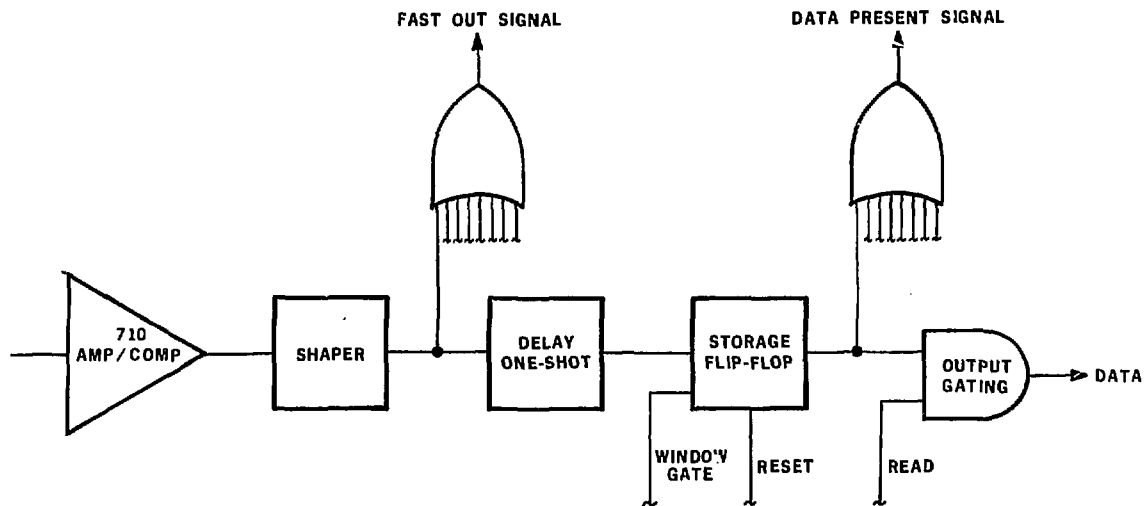 FAST OUT SIGNAL
DATA PRESENT SIGNAL
710
AMP/COMP
SHAPER
DELAY
ONE-SHOT
STORAGE
FLIP-FLOP
OUTPUT
GATING
DATA
WINDOW
GATE
RESET
READ